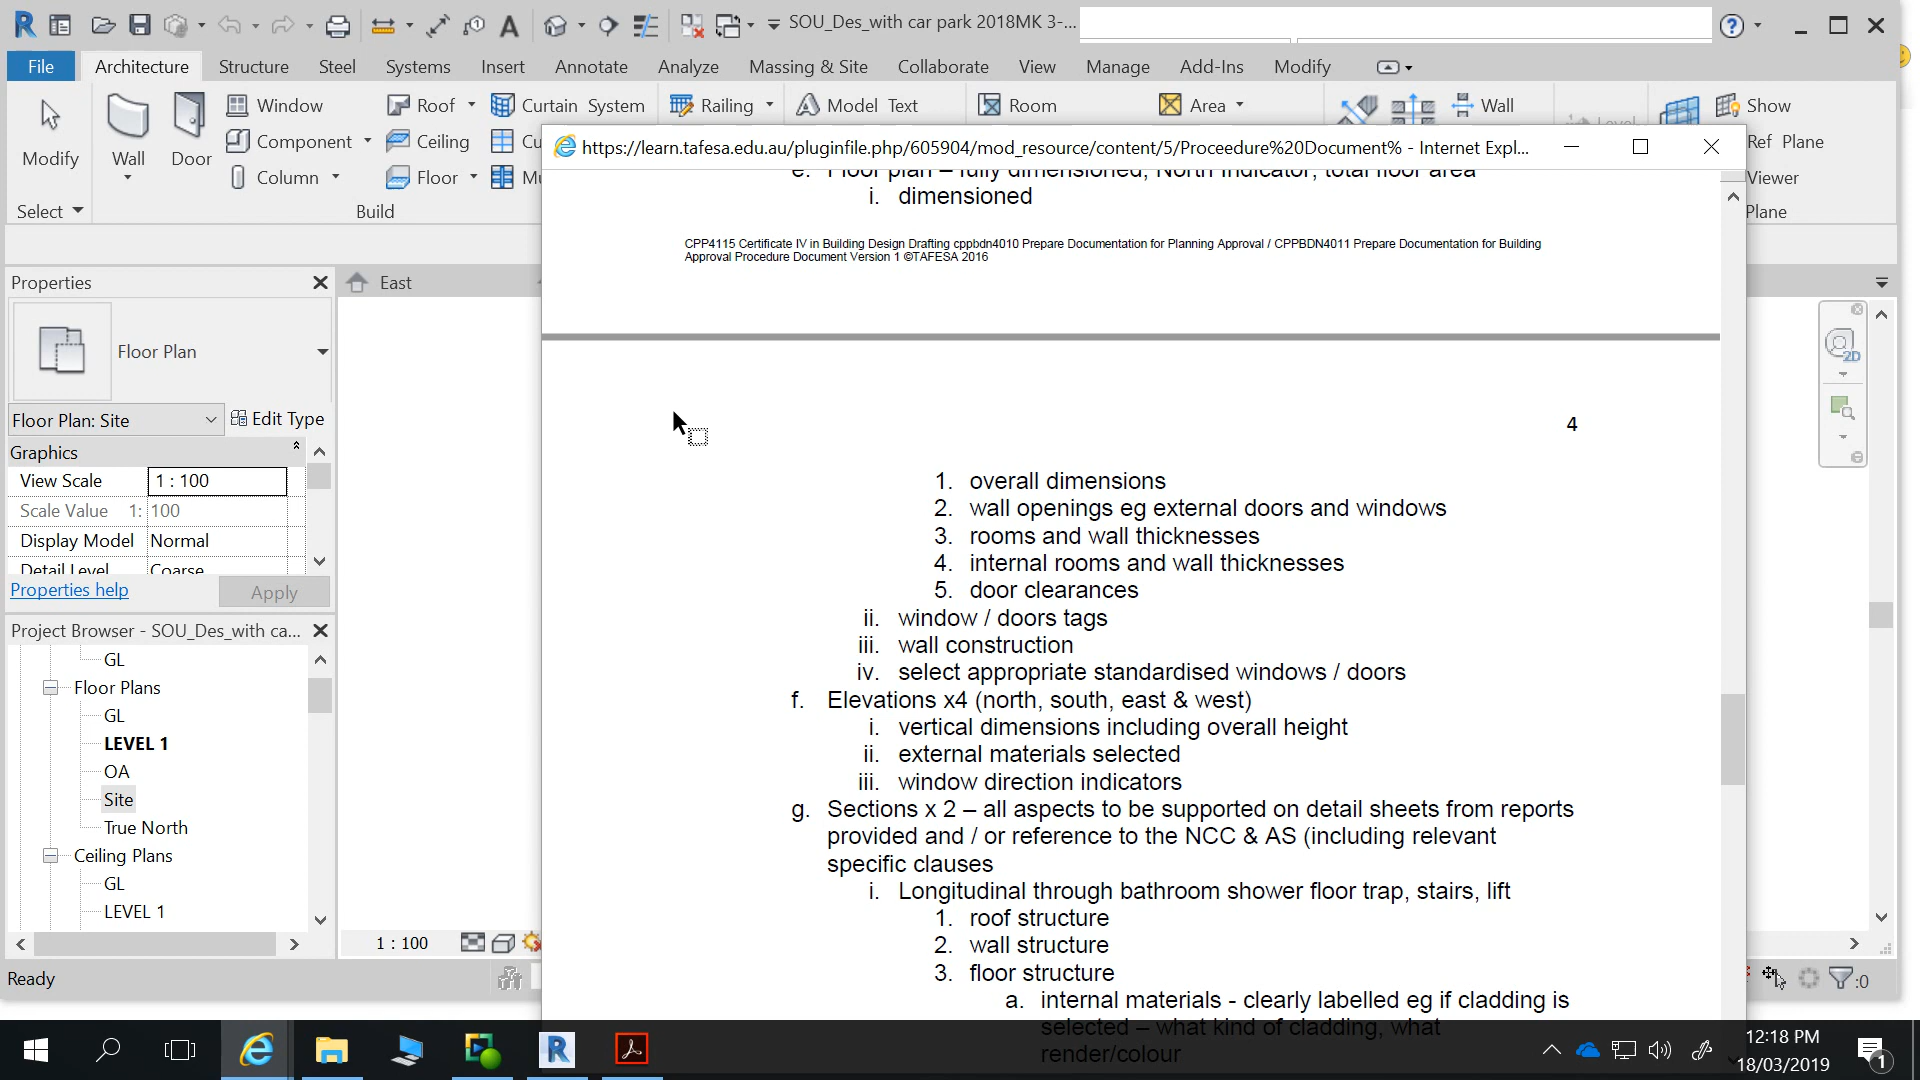 SOU_Des_with car park 2018MK 3-...
File Architecture Structure Steel Systems Insert Annotate Analyze Massing & Site Collaborate View Manage Add-Ins Modify
Window Roof Curtain System Railing Model Text Room Area Wall Show
Modify Wall Door Component Ceiling Cu Ref Plane
Column Floor Mu Viewer
Select Build Plane
https://learn.tafesa.edu.au/pluginfile.php/605904/mod_resource/content/5/Proceedure%20Document% - Internet Expl...
e. Floor plan – fully dimensioned, North Indicator, total floor area
i. dimensioned
CPP4115 Certificate IV in Building Design Drafting cppbdn4010 Prepare Documentation for Planning Approval / CPPBDN4011 Prepare Documentation for Building
Approval Procedure Document Version 1 ©TAFESA 2016
4
1. overall dimensions
2. wall openings eg external doors and windows
3. rooms and wall thicknesses
4. internal rooms and wall thicknesses
5. door clearances
ii. window / doors tags
iii. wall construction
iv. select appropriate standardised windows / doors
f. Elevations x4 (north, south, east & west)
i. vertical dimensions including overall height
ii. external materials selected
iii. window direction indicators
g. Sections x 2 – all aspects to be supported on detail sheets from reports
provided and / or reference to the NCC & AS (including relevant
specific clauses
i. Longitudinal through bathroom shower floor trap, stairs, lift
1. roof structure
2. wall structure
3. floor structure
a. internal materials - clearly labelled eg if cladding is
selected – what kind of cladding, what
render/colour
Properties
East
Floor Plan
Floor Plan: Site Edit Type
Graphics
View Scale 1 : 100
Scale Value 1: 100
Display Model Normal
Detail Level Coarse
Properties help Apply
Project Browser - SOU_Des_with ca...
GL
Floor Plans
GL
LEVEL 1
OA
Site
True North
Ceiling Plans
GL
LEVEL 1
1 : 100
2D
Ready
:0
12:18 PM
18/03/2019
1